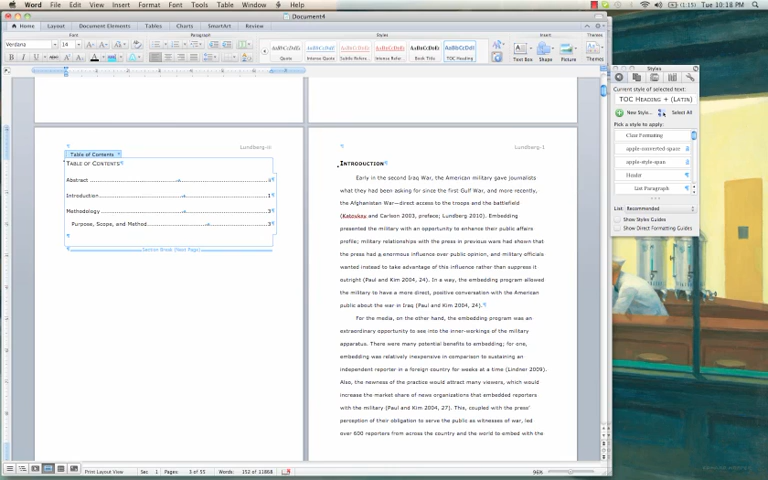 Word File Edit View Insert Format Font Tools Table Window Help
(1:15) Tue 10:18 PM
Document4
Home Layout Document Elements Tables Charts SmartArt Review
Font Paragraph Styles Insert Themes
Verdana 14
AaBbCcDdEe AaBbCcDdEe AaBbCcDdEe AaBbCcDdEe AaBbCcDdEe AaBbCcDdEe
Quote Intense Quote Subtle Refere... Intense Refer... Book Title TOC Heading
Text Box Shape Picture Themes
Styles
Current style of selected text:
TOC Heading + (Latin)
New Style... Select All
Pick a style to apply:
Clear Formatting
apple-converted-space
apple-style-span
Header
List Paragraph
List: Recommended
Show Styles Guides
Show Direct Formatting Guides
Lundberg-ii
Table of Contents
Table of Contents
Abstract
Introduction 1
Methodology 3
Purpose, Scope, and Method 3
Section Break (Next Page)
Lundberg-1
Introduction
Early in the second Iraq War, the American military gave journalists
what they had been asking for since the first Gulf War, and more recently,
the Afghanistan War—direct access to the troops and the battlefield
(Katovksy and Carlson 2003, preface; Lundberg 2010). Embedding
presented the military with an opportunity to enhance their public affairs
profile; military relationships with the press in previous wars had shown that
the press had a enormous influence over public opinion, and military officials
wanted instead to take advantage of this influence rather than suppress it
outright (Paul and Kim 2004, 24). In a way, the embedding program allowed
the military to have a more direct, positive conversation with the American
public about the war in Iraq (Paul and Kim 2004, 24).
For the media, on the other hand, the embedding program was an
extraordinary opportunity to see into the inner-workings of the military
apparatus. There were many potential benefits to embedding; for one,
embedding was relatively inexpensive in comparison to sustaining an
independent reporter in a foreign country for weeks at a time (Lindner 2009).
Also, the newness of the practice would attract many viewers, which would
increase the market share of news organizations that embedded reporters
with the military (Paul and Kim 2004, 27). This, coupled with the press'
perception of their obligation to serve the public as witnesses of war, led
over 600 reporters from across the country and the world to embed with the
Print Layout View Sec 1 Pages 3 of 55 Words: 152 of 11868 96%